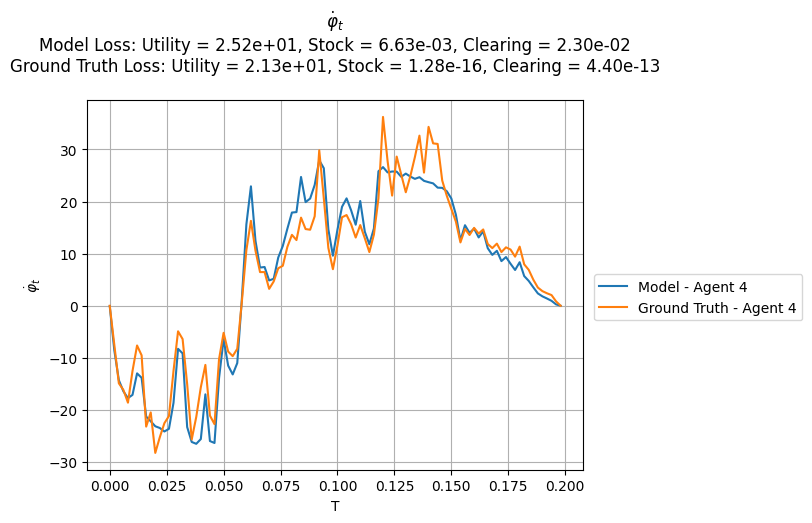 φ̇ₜ
Model Loss: Utility = 2.52e+01, Stock = 6.63e-03, Clearing = 2.30e-02
Ground Truth Loss: Utility = 2.13e+01, Stock = 1.28e-16, Clearing = 4.40e-13
30
20
10
0
−10
−20
−30
φ̇ₜ
0.000 0.025 0.050 0.075 0.100 0.125 0.150 0.175 0.200
T
Model - Agent 4
Ground Truth - Agent 4